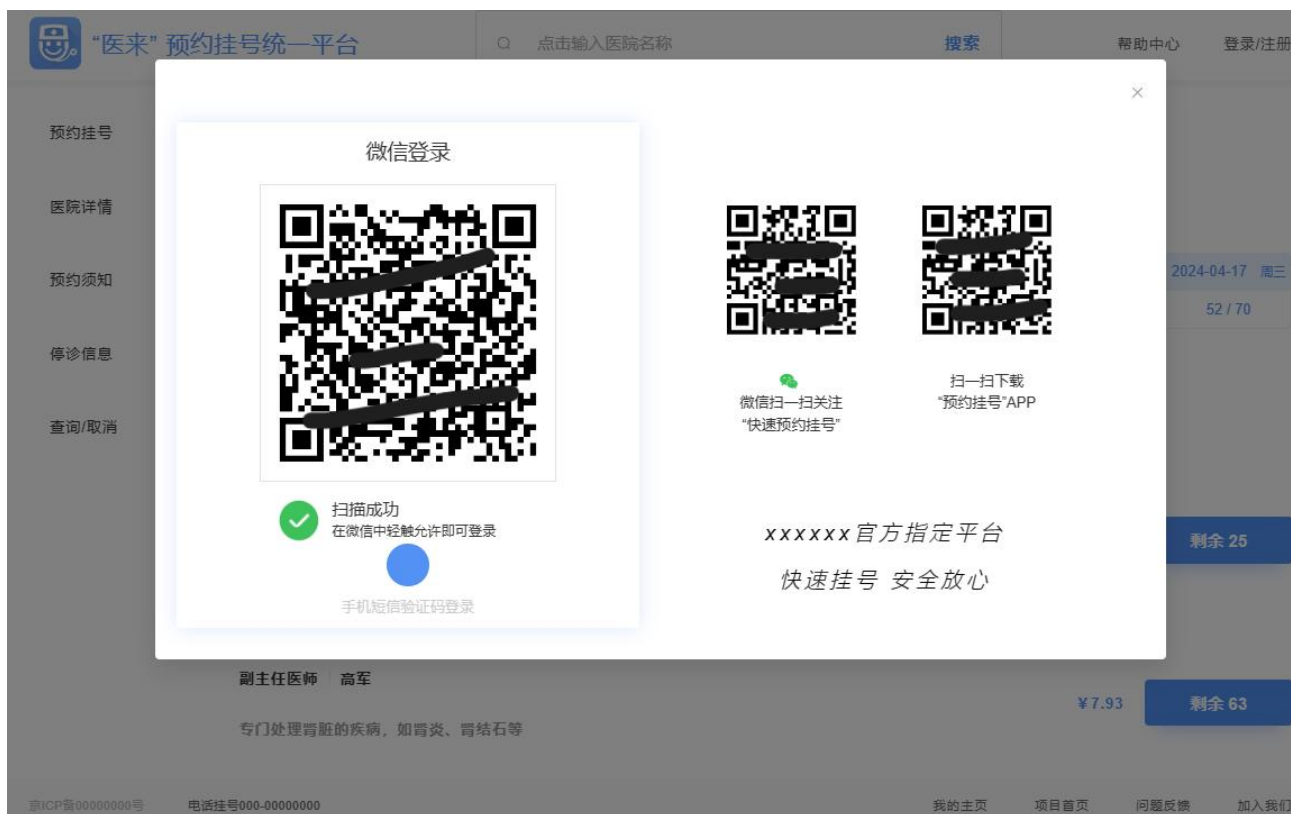 “医来” 预约挂号统一平台
点击输入医院名称
搜索
帮助中心
登录/注册
预约挂号
医院详情
预约须知
停诊信息
查询/取消
微信登录
扫描成功
在微信中轻触允许即可登录
手机短信验证码登录
微信扫一扫关注
“快速预约挂号”
扫一扫下载
“预约挂号”APP
xxxxxx官方指定平台
快速挂号 安全放心
2024-04-17 周三
52 / 70
剩余 25
副主任医师 高军
专门处理肾脏的疾病，如肾炎、肾结石等
¥7.93
剩余 63
京ICP备00000000号
电话挂号000-00000000
我的主页
项目首页
问题反馈
加入我们